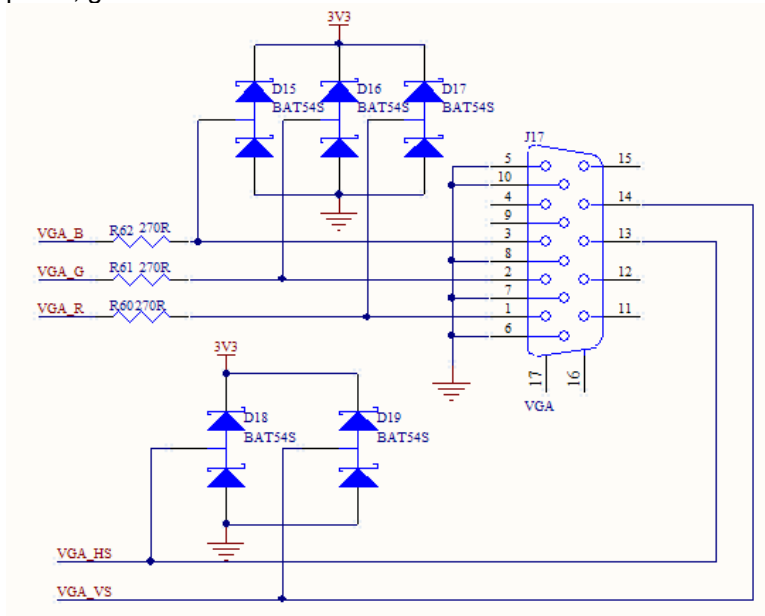 3V3
D15
BAT54S
D16
BAT54S
D17
BAT54S
J17
5
10
4
9
3
8
2
7
1
6
15
14
13
12
11
17
16
VGA
VGA_B
R62 270R
VGA_G
R61 270R
VGA_R
R60 270R
3V3
D18
BAT54S
D19
BAT54S
VGA_HS
VGA_VS